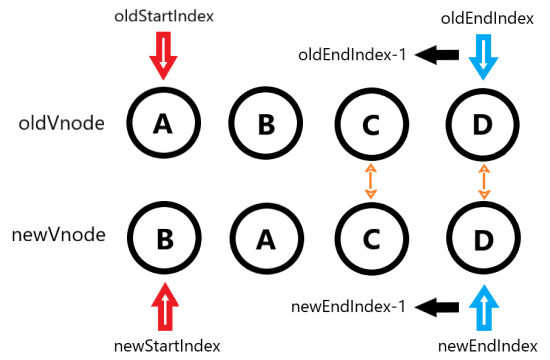 oldStartIndex
oldEndIndex
oldEndIndex-1
oldVnode
A
B
C
D
newVnode
B
A
C
D
newEndIndex-1
newStartIndex
newEndIndex